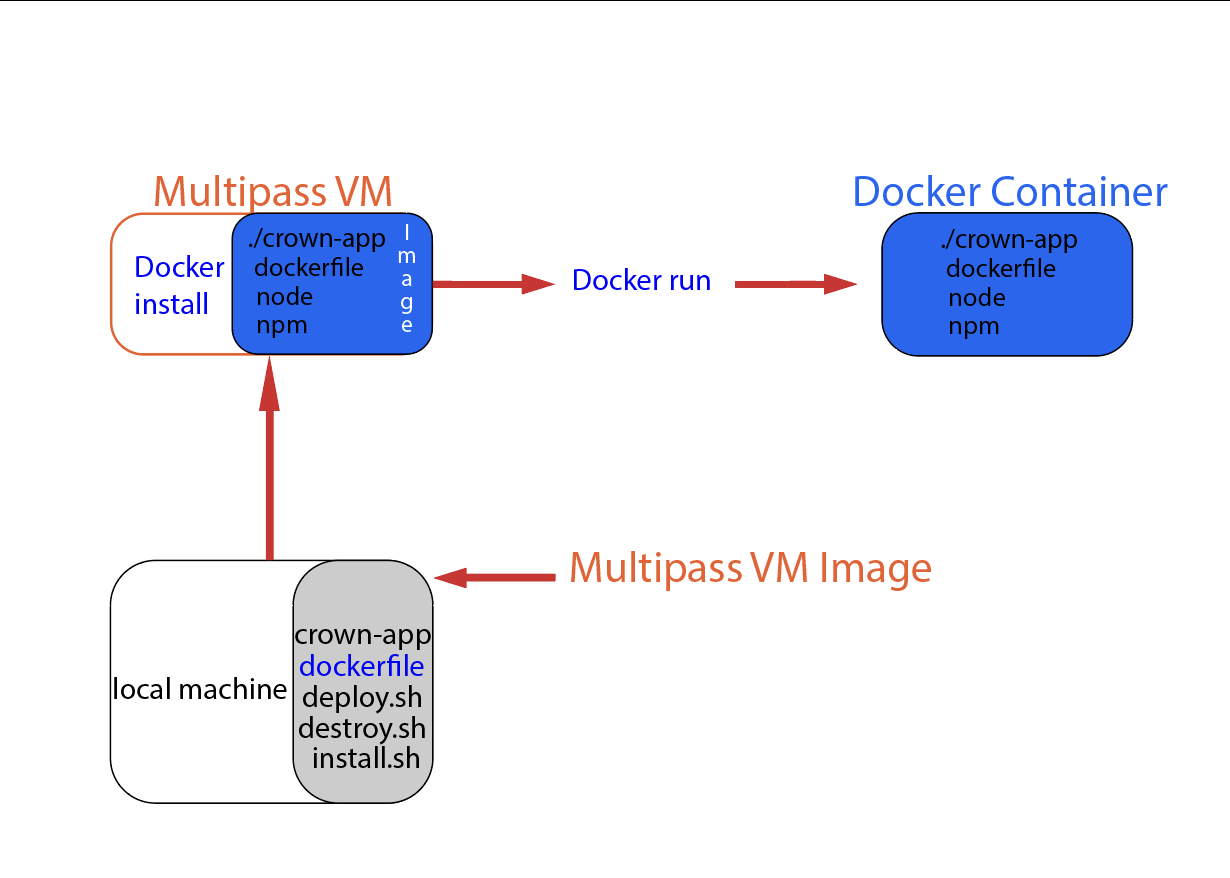 Multipass VM
Docker
install
./crown-app
dockerfile
node
npm
Image
Docker run
Docker Container
./crown-app
dockerfile
node
npm
Multipass VM Image
local machine
crown-app
dockerfile
deploy.sh
destroy.sh
install.sh